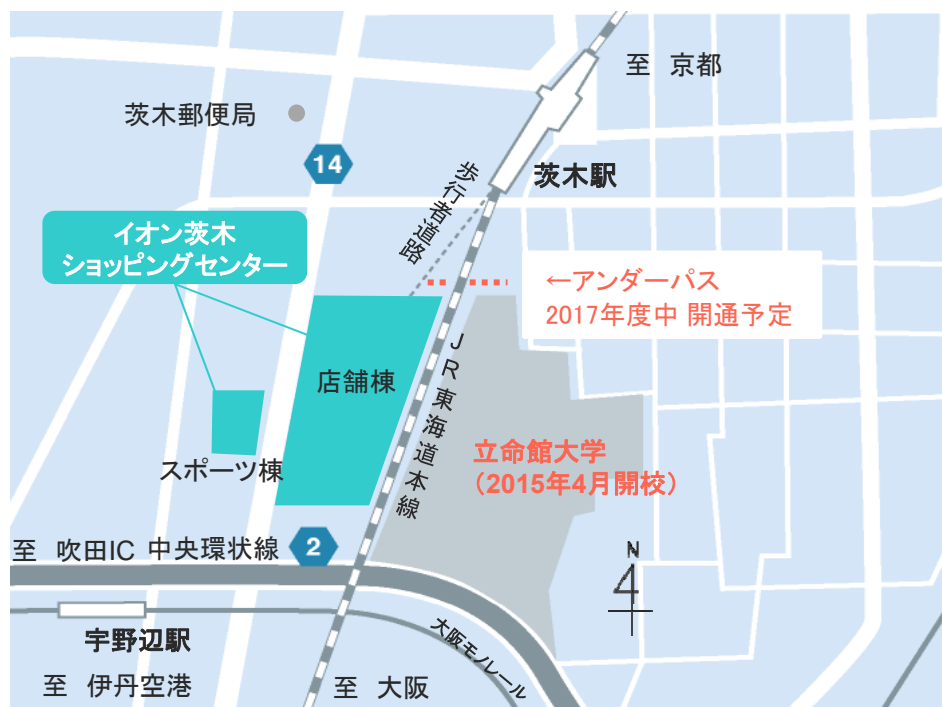 至 京都
茨木郵便局
14
茨木駅
歩行者道路
イオン茨木
ショッピングセンター
←アンダーパス
2017年度中 開通予定
JR東海道本線
店舗棟
スポーツ棟
立命館大学
（2015年4月開校）
至 吹田IC 中央環状線
2
N
宇野辺駅
大阪モノレール
至 伊丹空港
至 大阪